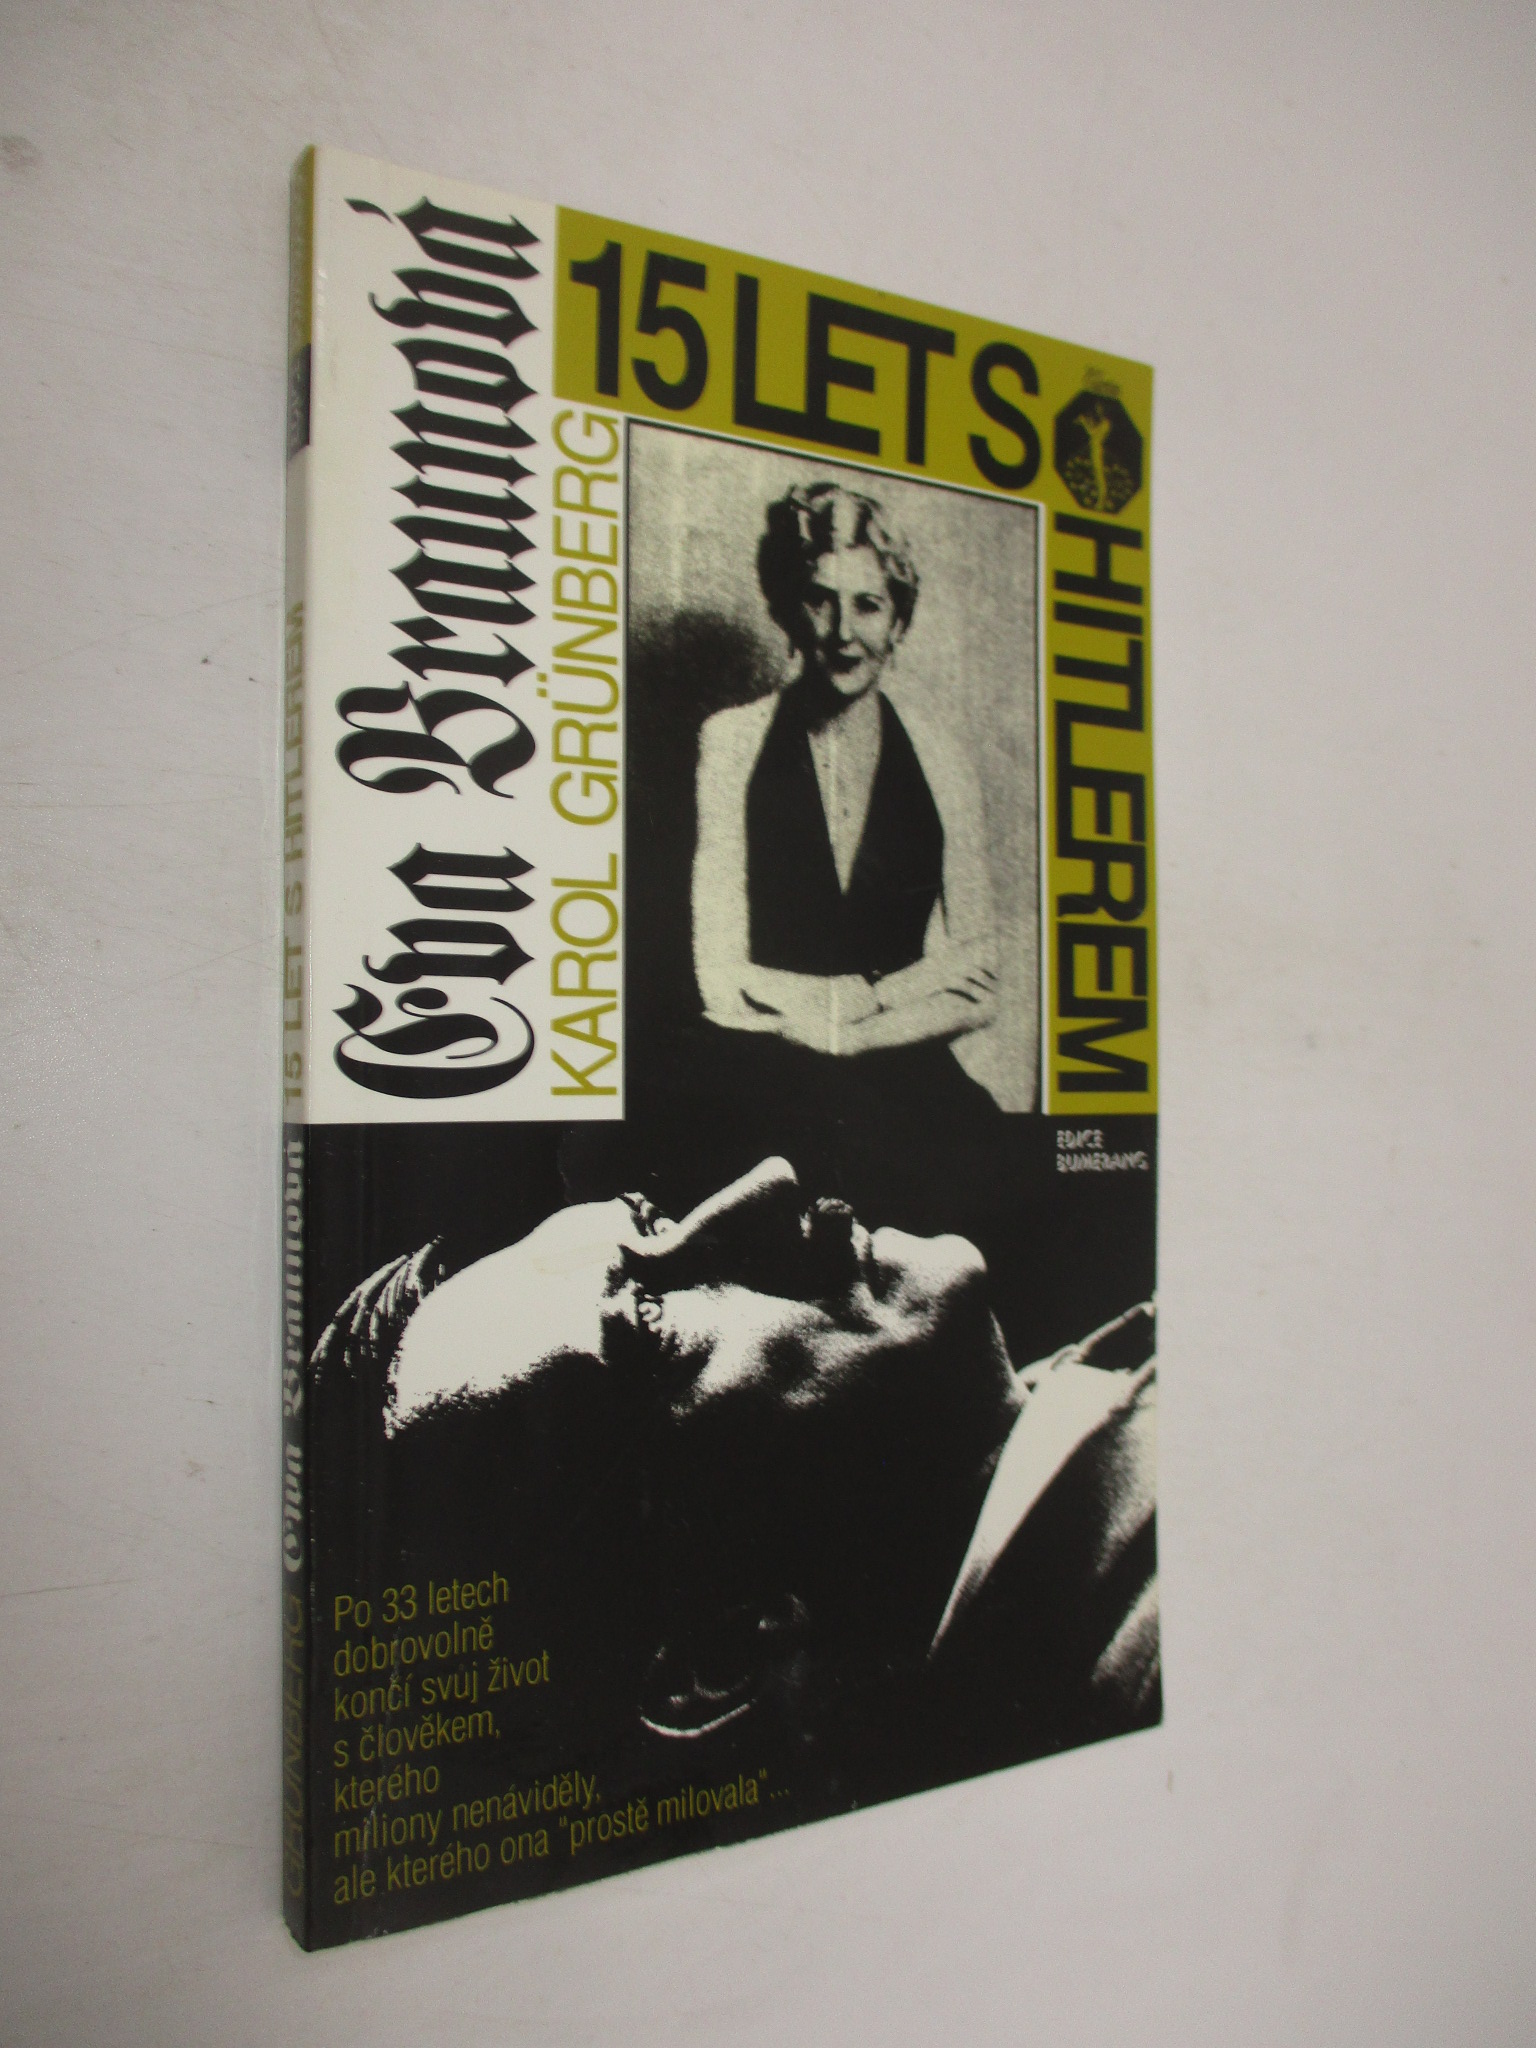 Eva Braunová
KAROL GRÜNBERG
15 LET S
HITLEREM
EDICE
BUMERANG
Po 33 letech
dobrovolně
končí svůj život
s člověkem,
kterého
miliony nenáviděly,
ale kterého ona "prostě milovala"...
GRÜNBERG Eva Braunová 15 LET S HITLEREM